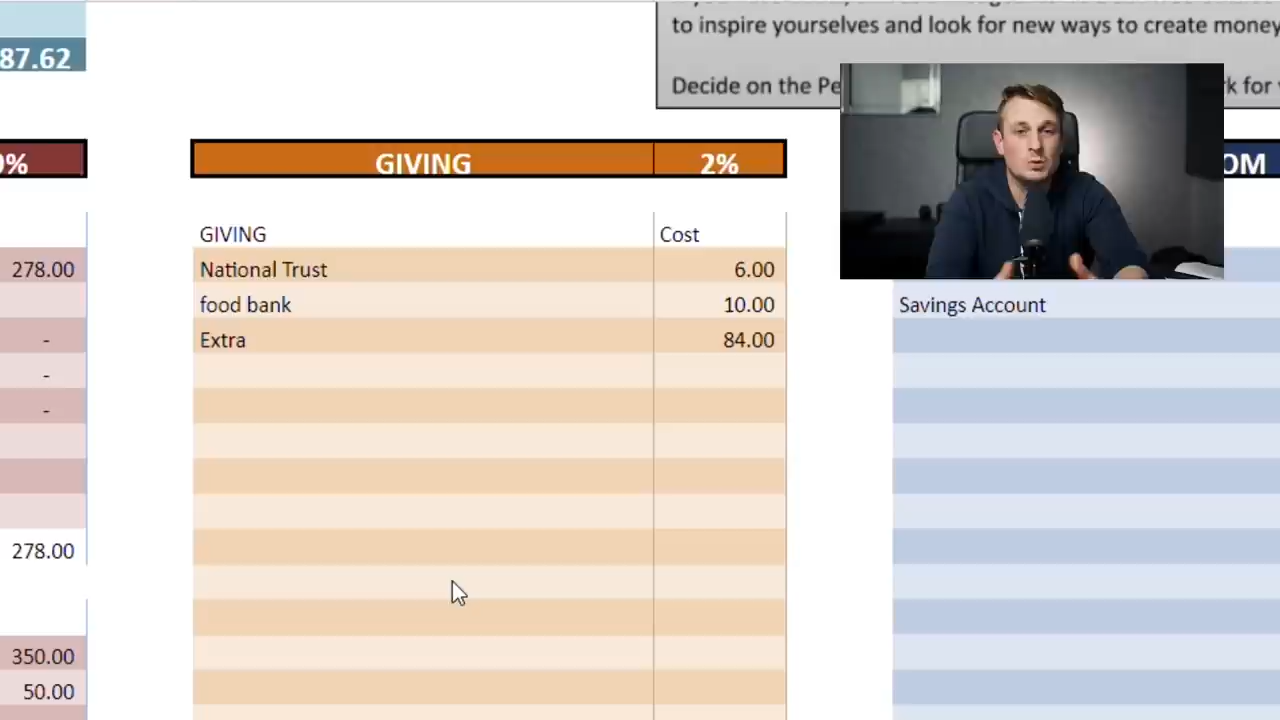 87.62
to inspire yourselves and look for new ways to create money
Decide on the
GIVING 2%
GIVING Cost
278.00 National Trust 6.00
food bank 10.00 Savings Account
- Extra 84.00
-
-
278.00
350.00
50.00